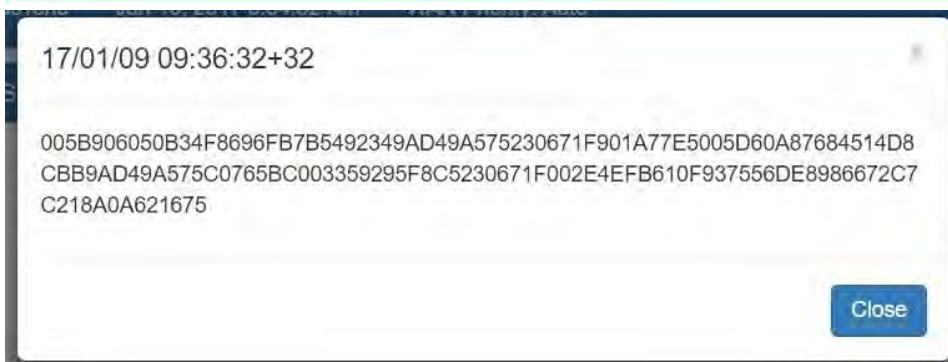 17/01/09 09:36:32+32
005B906050B34F8696FB7B5492349AD49A575230671F901A77E5005D60A87684514D8
CBB9AD49A575C0765BC003359295F8C5230671F002E4EFB610F937556DE8986672C7
C218A0A621675
Close